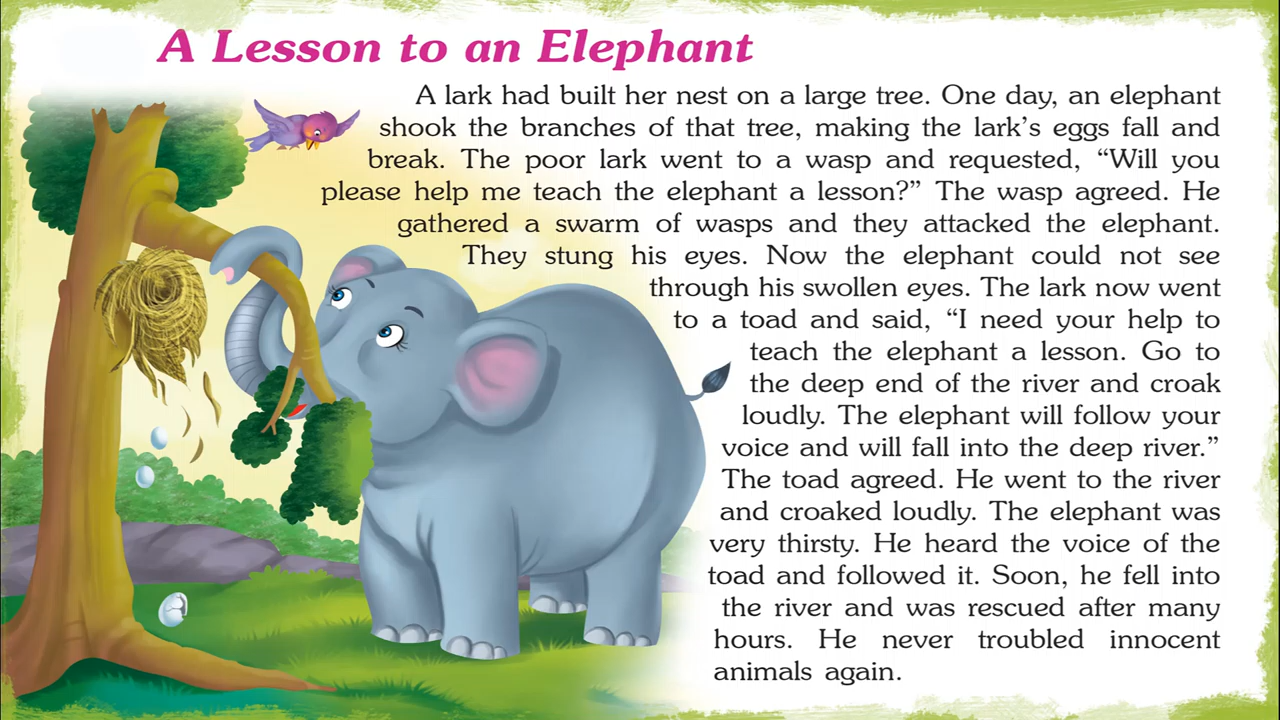 A Lesson to an Elephant
A lark had built her nest on a large tree. One day, an elephant
shook the branches of that tree, making the lark’s eggs fall and
break. The poor lark went to a wasp and requested, “Will you
please help me teach the elephant a lesson?” The wasp agreed. He
gathered a swarm of wasps and they attacked the elephant.
They stung his eyes. Now the elephant could not see
through his swollen eyes. The lark now went
to a toad and said, “I need your help to
teach the elephant a lesson. Go to
the deep end of the river and croak
loudly. The elephant will follow your
voice and will fall into the deep river.”
The toad agreed. He went to the river
and croaked loudly. The elephant was
very thirsty. He heard the voice of the
toad and followed it. Soon, he fell into
the river and was rescued after many
hours. He never troubled innocent
animals again.